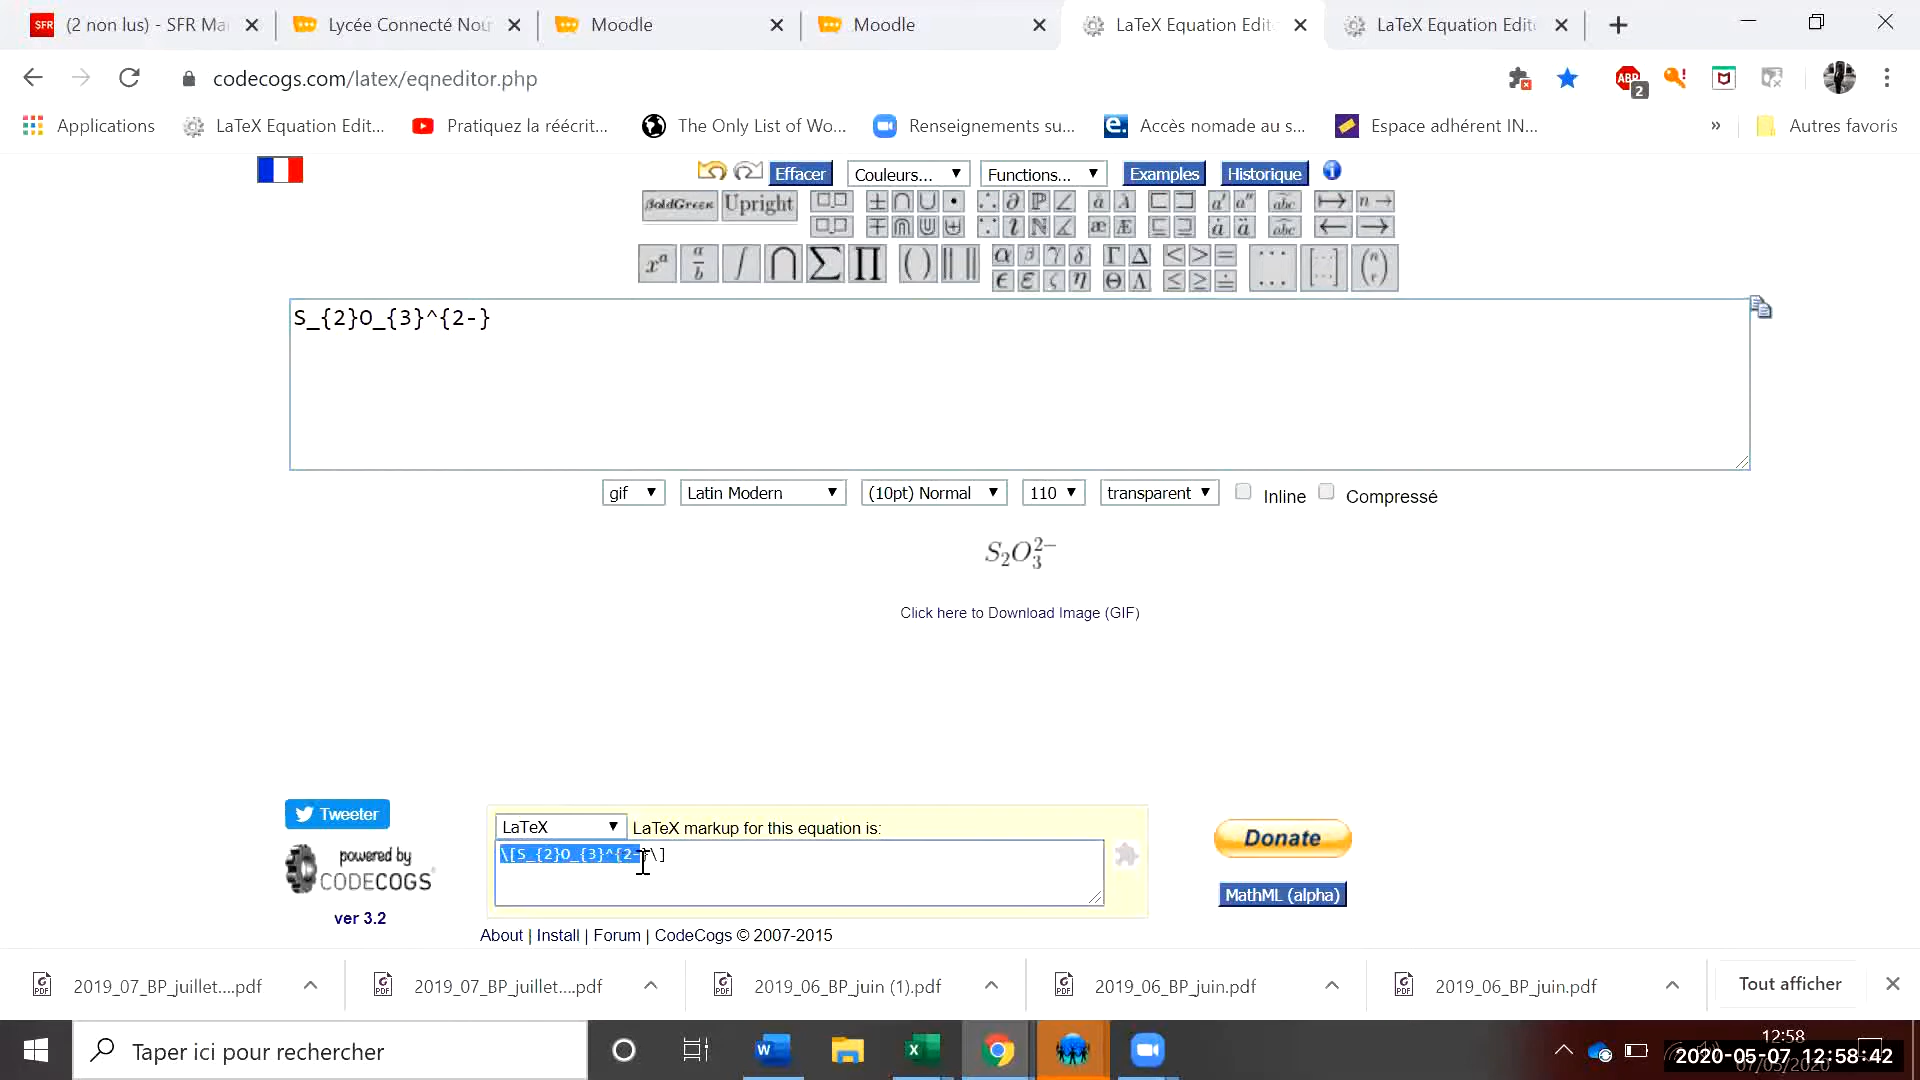 SFR (2 non lus) - SFR Ma
Lycée Connecté Nou
Moodle
Moodle
LaTeX Equation Edit
LaTeX Equation Edit
codecogs.com/latex/eqneditor.php
ABP 2
Applications
LaTeX Equation Edit...
Pratiquez la réécrit...
The Only List of Wo...
Renseignements su...
Accès nomade au s...
Espace adhérent IN...
»
Autres favoris
Effacer
Couleurs...
Functions...
Examples
Historique
BoldGreek
Upright
S_{2}O_{3}^{2-}
gif
Latin Modern
(10pt) Normal
110
transparent
Inline
Compressé
S₂O₃²⁻
Click here to Download Image (GIF)
Tweeter
LaTeX
LaTeX markup for this equation is:
\[S_{2}O_{3}^{2-}\]
Donate
MathML (alpha)
powered by
CODECOGS
ver 3.2
About | Install | Forum | CodeCogs © 2007-2015
2019_07_BP_juillet....pdf
2019_07_BP_juillet....pdf
2019_06_BP_juin (1).pdf
2019_06_BP_juin.pdf
2019_06_BP_juin.pdf
Tout afficher
Taper ici pour rechercher
12:58
2020-05-07 12:58:42